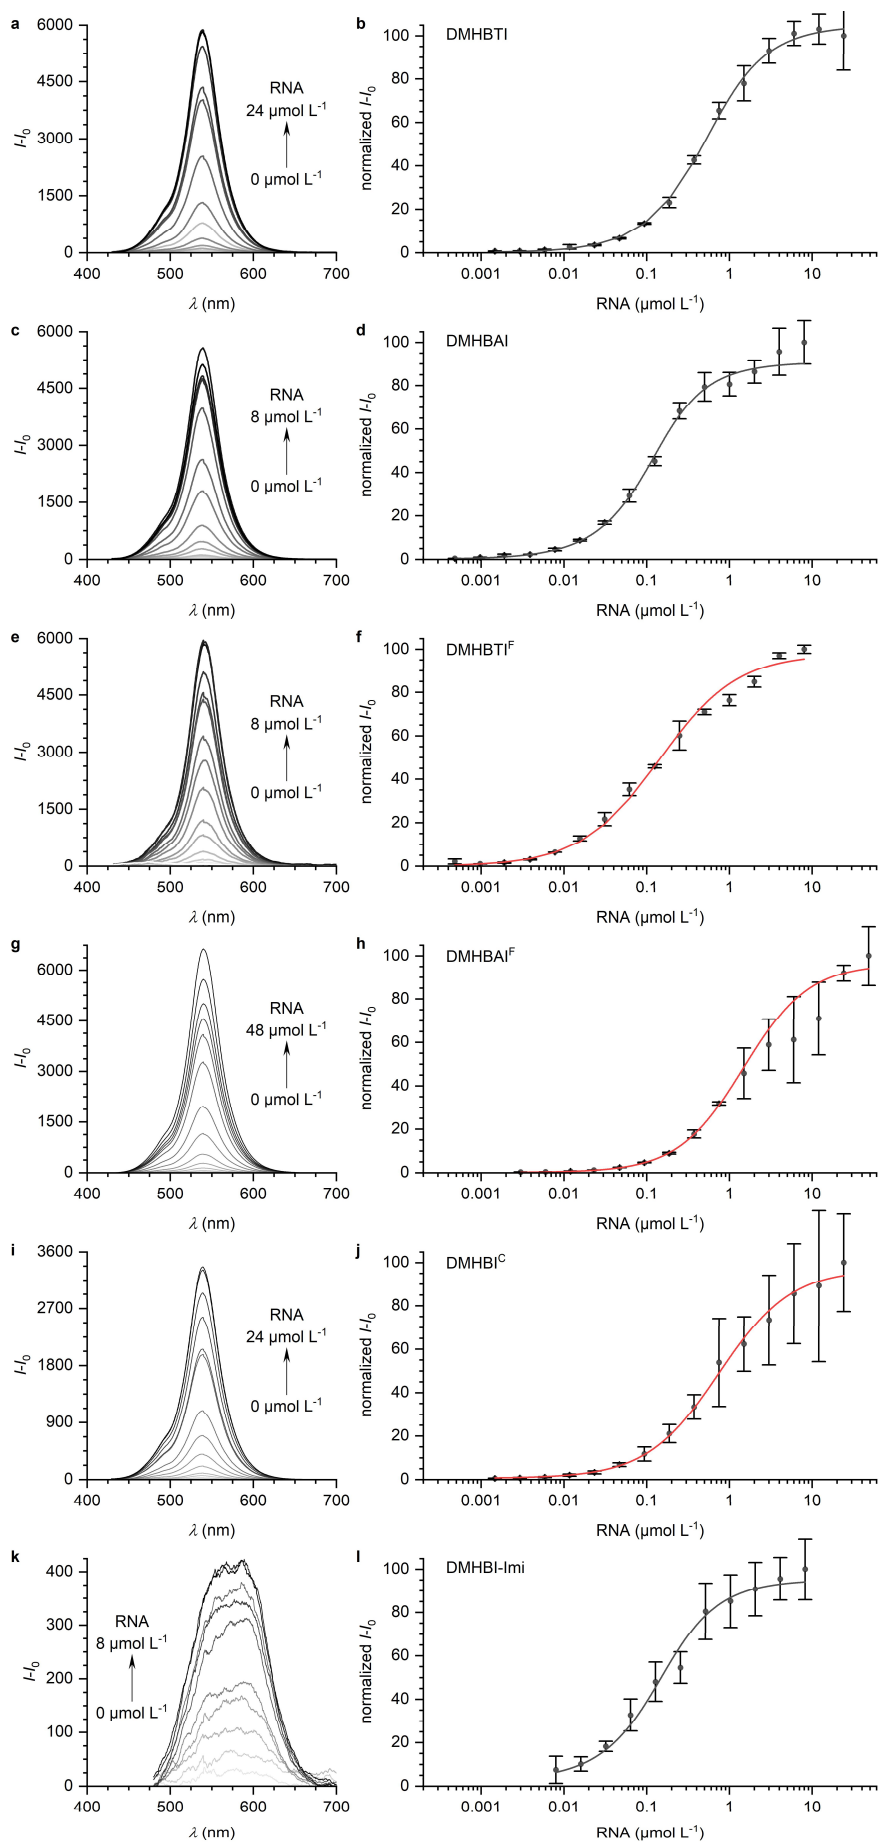 a
6000
4500
3000
1500
0
I-I0
RNA
24 µmol L-1
0 µmol L-1
400 500 600 700
λ (nm)
b
DMHBTI
100
80
60
40
20
0
normalized I-I0
0.001 0.01 0.1 1 10
RNA (µmol L-1)
c
6000
4500
3000
1500
0
I-I0
RNA
8 µmol L-1
0 µmol L-1
400 500 600 700
λ (nm)
d
DMHBAI
100
80
60
40
20
0
normalized I-I0
0.001 0.01 0.1 1 10
RNA (µmol L-1)
e
6000
4500
3000
1500
0
I-I0
RNA
8 µmol L-1
0 µmol L-1
400 500 600 700
λ (nm)
f
DMHBTIF
100
80
60
40
20
0
normalized I-I0
0.001 0.01 0.1 1 10
RNA (µmol L-1)
g
6000
4500
3000
1500
0
I-I0
RNA
48 µmol L-1
0 µmol L-1
400 500 600 700
λ (nm)
h
DMHBAIF
100
80
60
40
20
0
normalized I-I0
0.001 0.01 0.1 1 10
RNA (µmol L-1)
i
3600
2700
1800
900
0
I-I0
RNA
24 µmol L-1
0 µmol L-1
400 500 600 700
λ (nm)
j
DMHBIC
100
80
60
40
20
0
normalized I-I0
0.001 0.01 0.1 1 10
RNA (µmol L-1)
k
400
300
200
100
0
I-I0
RNA
8 µmol L-1
0 µmol L-1
400 500 600 700
λ (nm)
l
DMHBI-Imi
100
80
60
40
20
0
normalized I-I0
0.001 0.01 0.1 1 10
RNA (µmol L-1)